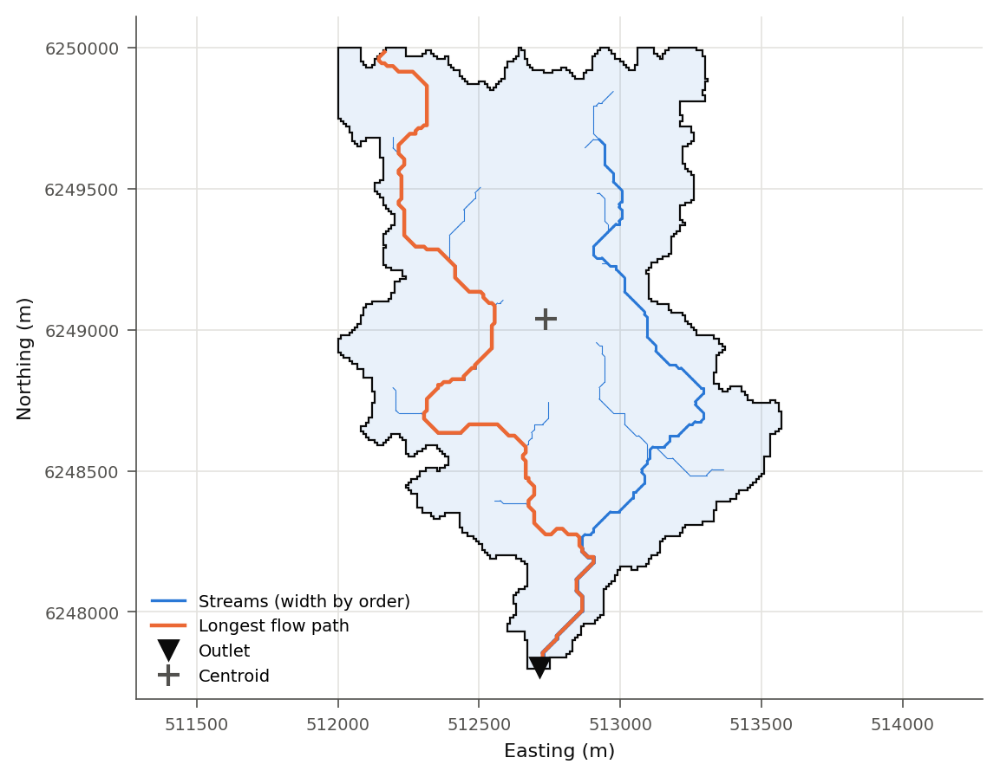 6250000
6249500
6249000
6248500
6248000
Northing (m)
Streams (width by order)
Longest flow path
Outlet
Centroid
511500 512000 512500 513000 513500 514000
Easting (m)